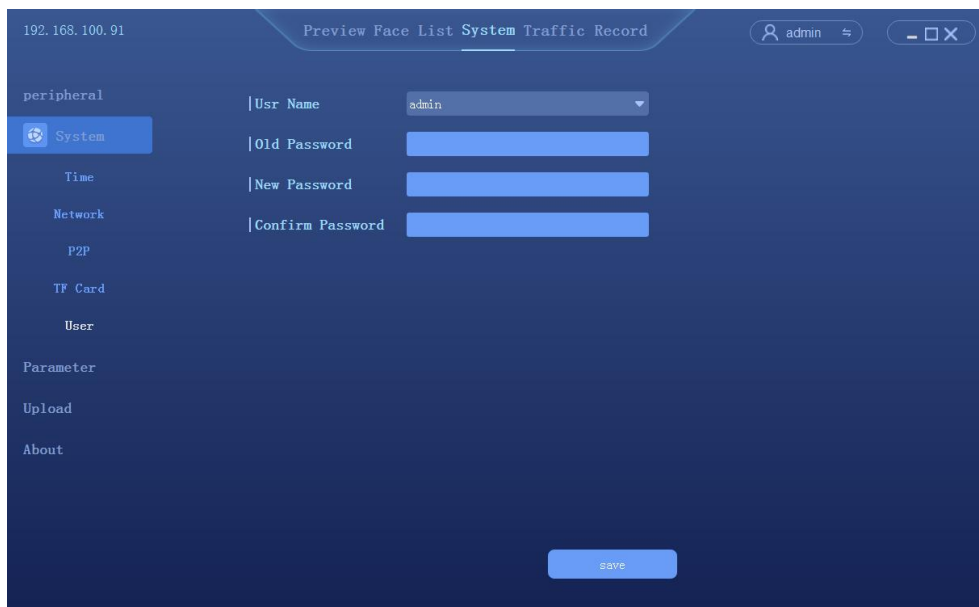 192.168.100.91
Preview Face List System Traffic Record
admin
peripheral
System
Time
Network
P2P
TF Card
User
Parameter
Upload
About
Usr Name
admin
Old Password
New Password
Confirm Password
save